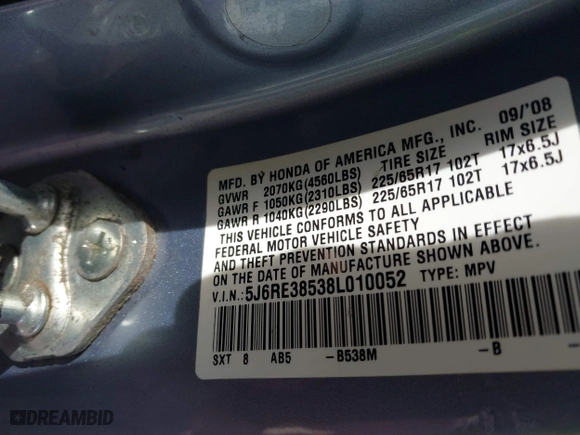 MFD. BY HONDA OF AMERICA MFG., INC. 09/'08
GVWR 2070KG(4560LBS) TIRE SIZE RIM SIZE
GAWR F 1050KG(2310LBS) 225/65R17 102T 17x6.5J
GAWR R 1040KG(2290LBS) 225/65R17 102T 17x6.5J
THIS VEHICLE CONFORMS TO ALL APPLICABLE
FEDERAL MOTOR VEHICLE SAFETY
AND THEFT PREVENTION STANDARDS IN EFFECT
ON THE DATE OF MANUFACTURE SHOWN ABOVE.
V.I.N.:5J6RE38538L010052 TYPE: MPV
SXT 8 AB5 -B538M -B -
DREAMBID